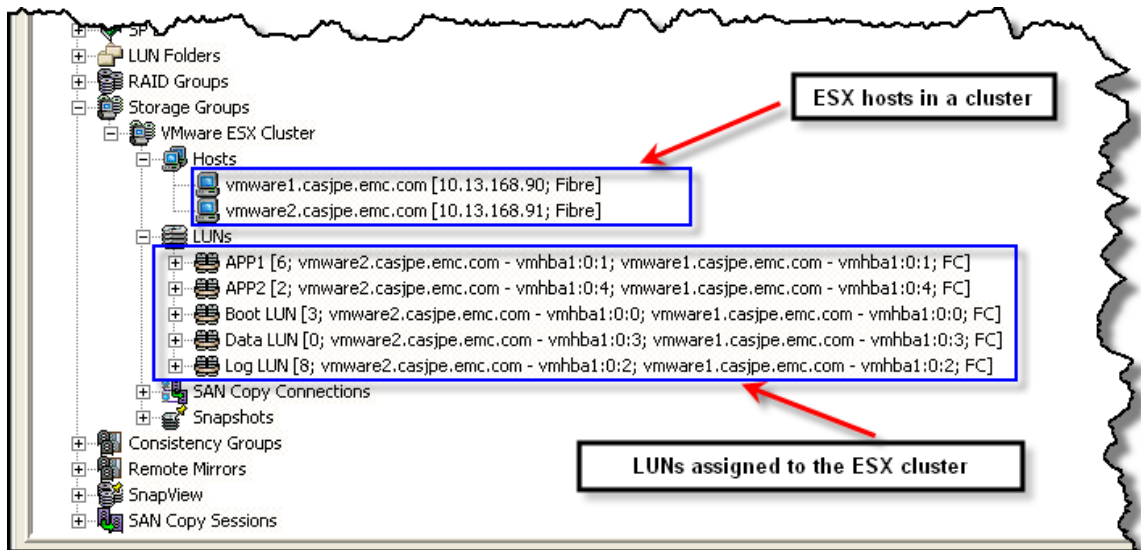 SP
LUN Folders
RAID Groups
ESX hosts in a cluster
Storage Groups
VMware ESX Cluster
Hosts
vmware1.casjpe.emc.com [10.13.168.90; Fibre]
vmware2.casjpe.emc.com [10.13.168.91; Fibre]
LUNs
APP1 [6; vmware2.casjpe.emc.com - vmhba1:0:1; vmware1.casjpe.emc.com - vmhba1:0:1; FC]
APP2 [2; vmware2.casjpe.emc.com - vmhba1:0:4; vmware1.casjpe.emc.com - vmhba1:0:4; FC]
Boot LUN [3; vmware2.casjpe.emc.com - vmhba1:0:0; vmware1.casjpe.emc.com - vmhba1:0:0; FC]
Data LUN [0; vmware2.casjpe.emc.com - vmhba1:0:3; vmware1.casjpe.emc.com - vmhba1:0:3; FC]
Log LUN [8; vmware2.casjpe.emc.com - vmhba1:0:2; vmware1.casjpe.emc.com - vmhba1:0:2; FC]
SAN Copy Connections
Snapshots
Consistency Groups
LUNs assigned to the ESX cluster
Remote Mirrors
SnapView
SAN Copy Sessions